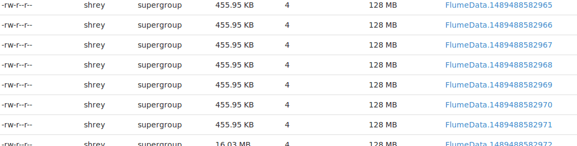 -rw-r--r-- shrey supergroup 455.95 KB 4 128 MB FlumeData.1489488582965
-rw-r--r-- shrey supergroup 455.95 KB 4 128 MB FlumeData.1489488582966
-rw-r--r-- shrey supergroup 455.95 KB 4 128 MB FlumeData.1489488582967
-rw-r--r-- shrey supergroup 455.95 KB 4 128 MB FlumeData.1489488582968
-rw-r--r-- shrey supergroup 455.95 KB 4 128 MB FlumeData.1489488582969
-rw-r--r-- shrey supergroup 455.95 KB 4 128 MB FlumeData.1489488582970
-rw-r--r-- shrey supergroup 455.95 KB 4 128 MB FlumeData.1489488582971
-rw-r--r-- shrey supergroup 16.03 MB 4 128 MB FlumeData.1489488582972